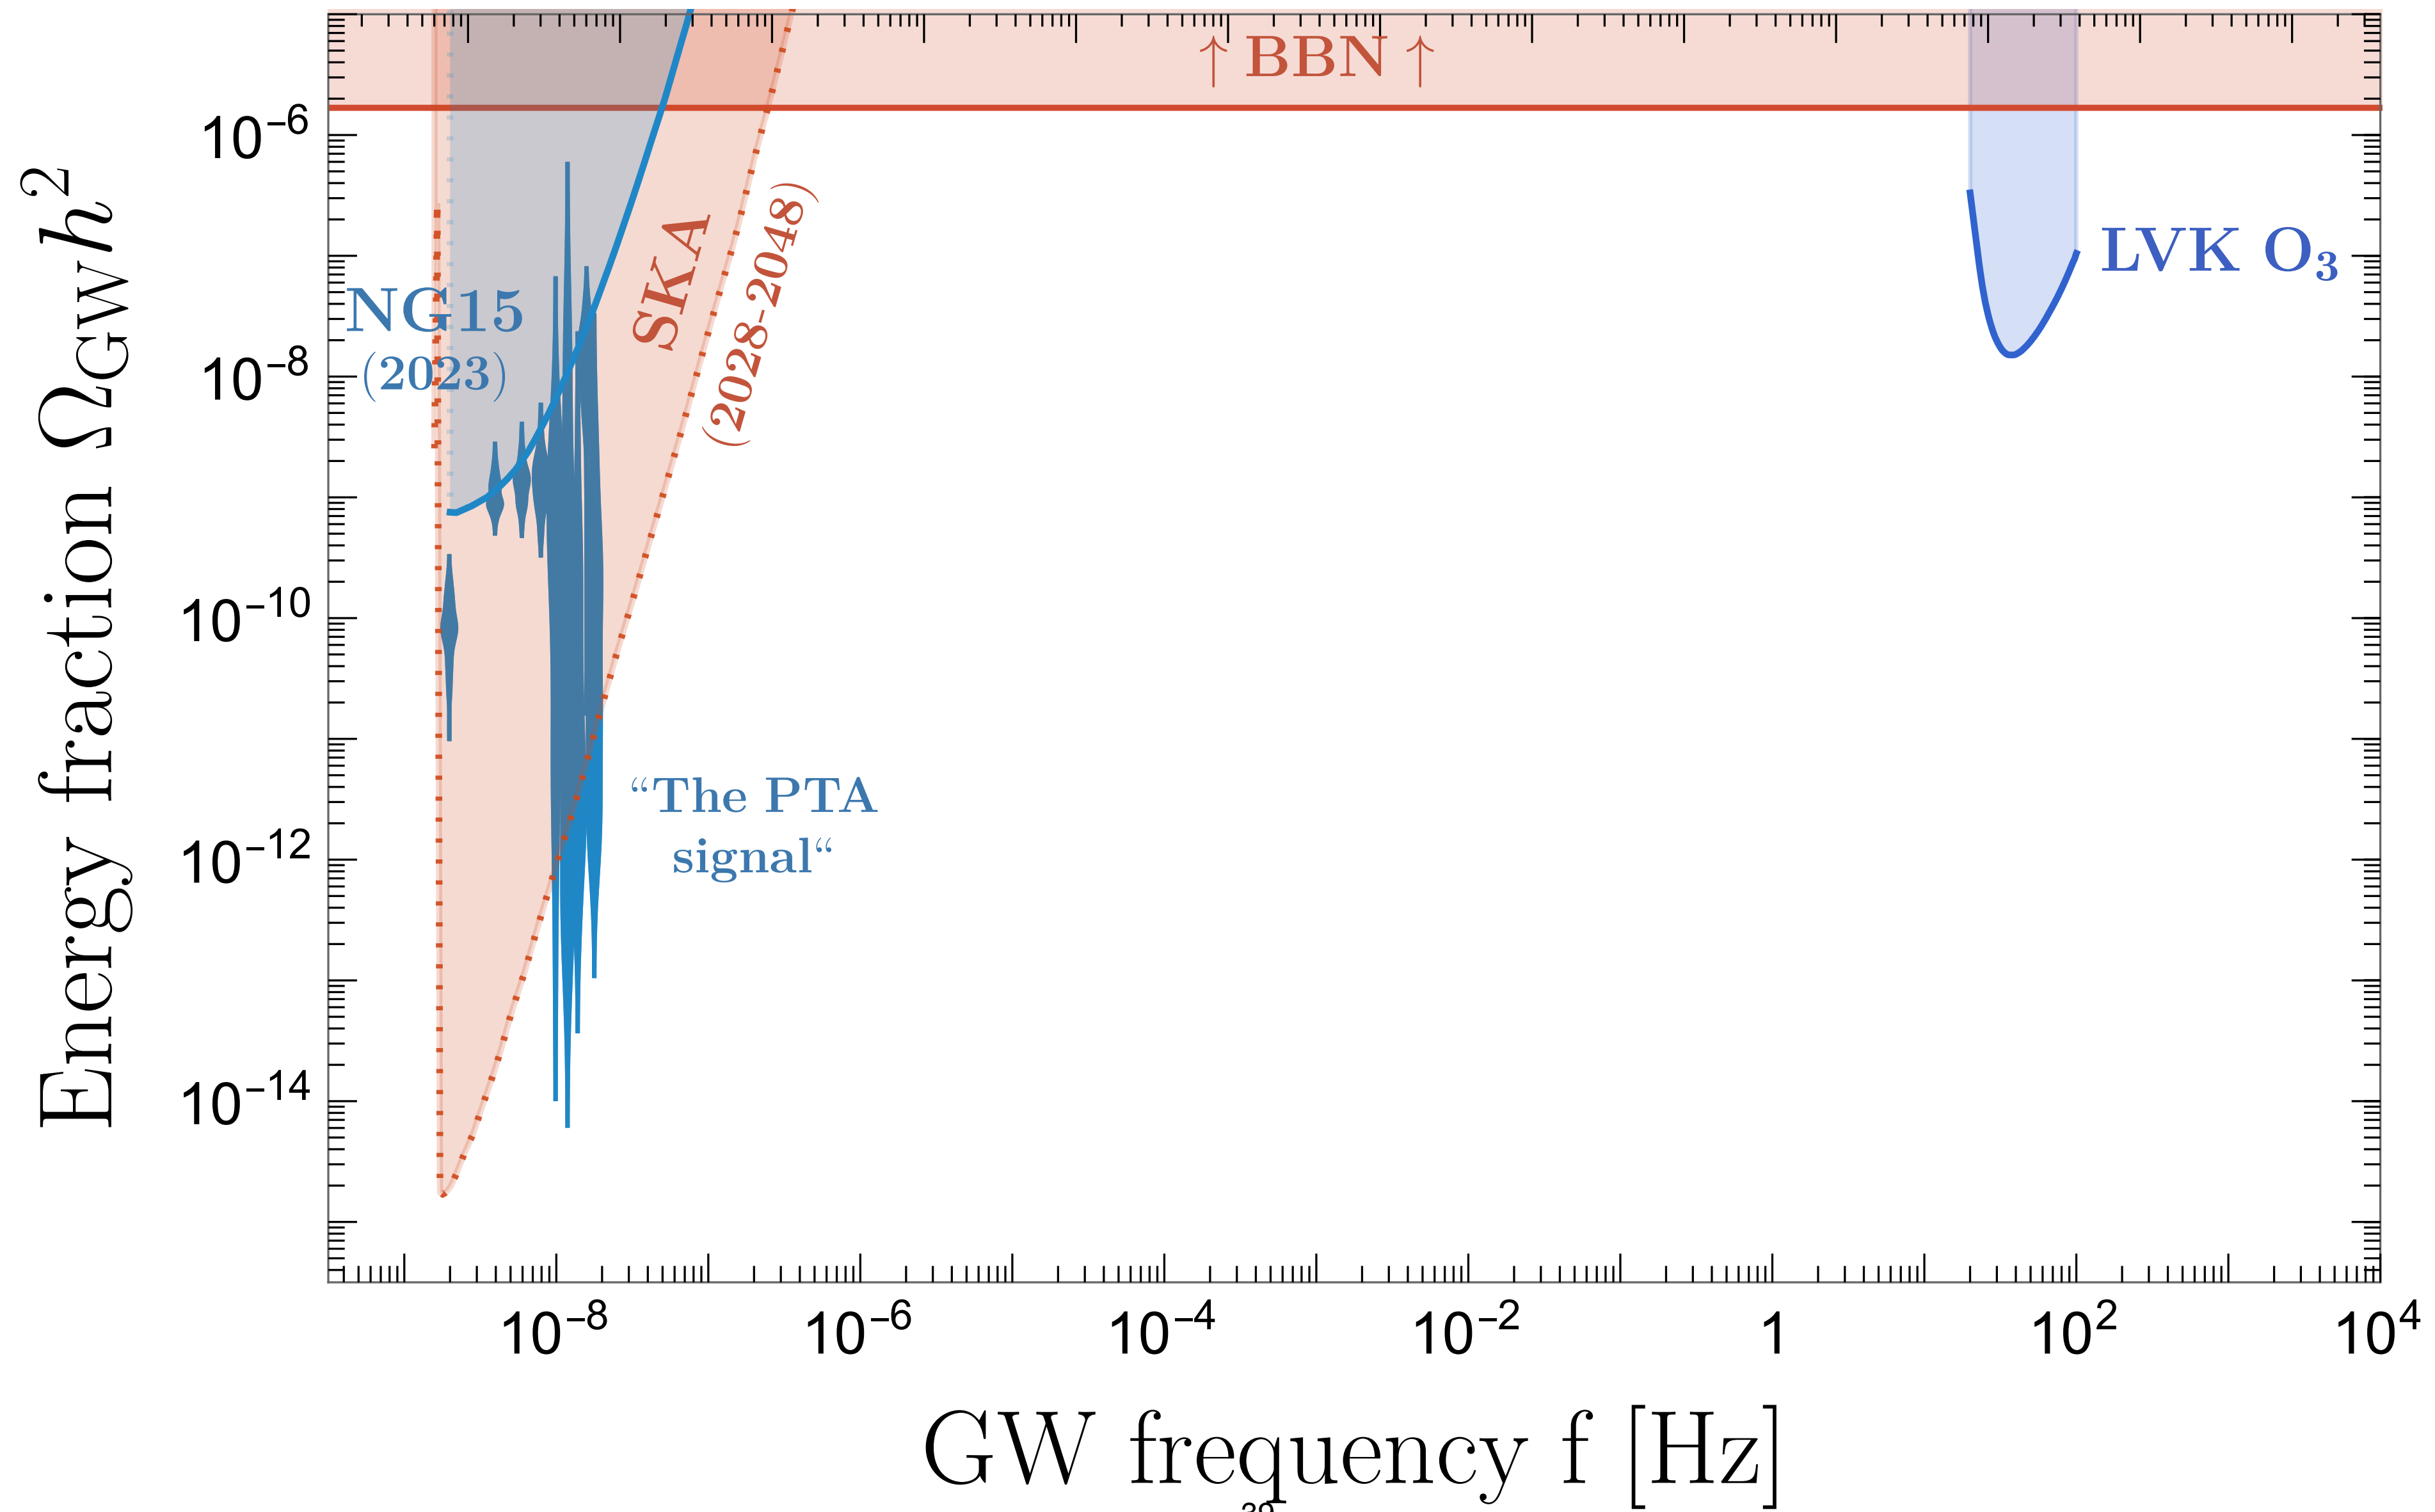 ↑ BBN ↑
10⁻⁶
10⁻⁸
10⁻¹⁰
10⁻¹²
10⁻¹⁴
Energy fraction Ω_GW h²
NG15
(2023)
SKA
(2028-2048)
LVK O₃
“The PTA
signal“
10⁻⁸ 10⁻⁶ 10⁻⁴ 10⁻² 1 10² 10⁴
GW frequency f [Hz]